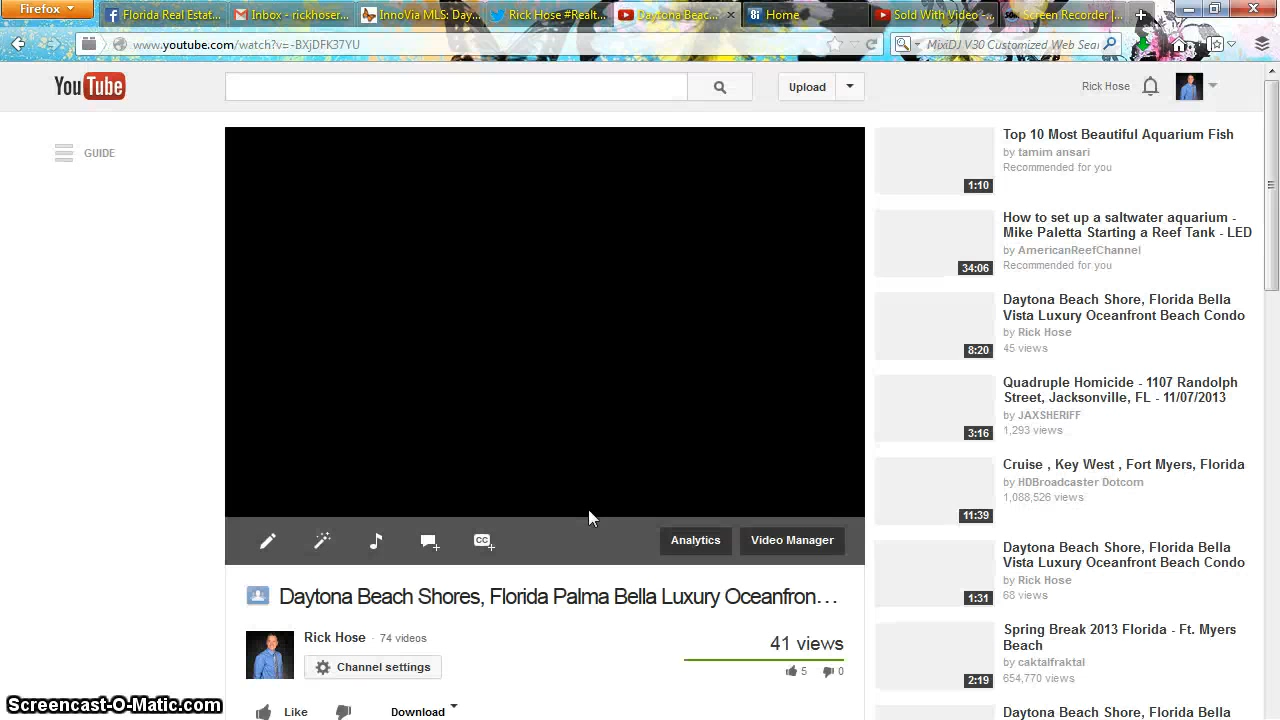 Firefox
Florida Real Estat...
Inbox - rickhoser...
InnoVia MLS: Day...
Rick Hose #Realt...
Daytona Beac...
Home
Sold With Video -...
Screen Recorder |...
www.youtube.com/watch?v=-BXjDFK37YU
MixiDJ V30 Customized Web Sear
YouTube
Upload
Rick Hose
GUIDE
Top 10 Most Beautiful Aquarium Fish
by tamim ansari
Recommended for you
1:10
How to set up a saltwater aquarium -
Mike Paletta Starting a Reef Tank - LED
by AmericanReefChannel
Recommended for you
34:06
Daytona Beach Shore, Florida Bella
Vista Luxury Oceanfront Beach Condo
by Rick Hose
45 views
8:20
Quadruple Homicide - 1107 Randolph
Street, Jacksonville, FL - 11/07/2013
by JAXSHERIFF
1,293 views
3:16
Cruise , Key West , Fort Myers, Florida
by HDBroadcaster Dotcom
1,088,526 views
11:39
Daytona Beach Shore, Florida Bella
Vista Luxury Oceanfront Beach Condo
by Rick Hose
68 views
1:31
Spring Break 2013 Florida - Ft. Myers
Beach
by caktalfraktal
654,770 views
2:19
Daytona Beach Shore, Florida Bella
CC
Analytics
Video Manager
Daytona Beach Shores, Florida Palma Bella Luxury Oceanfron...
Rick Hose · 74 videos
Channel settings
41 views
5 0
Like
Download
Screencast-O-Matic.com